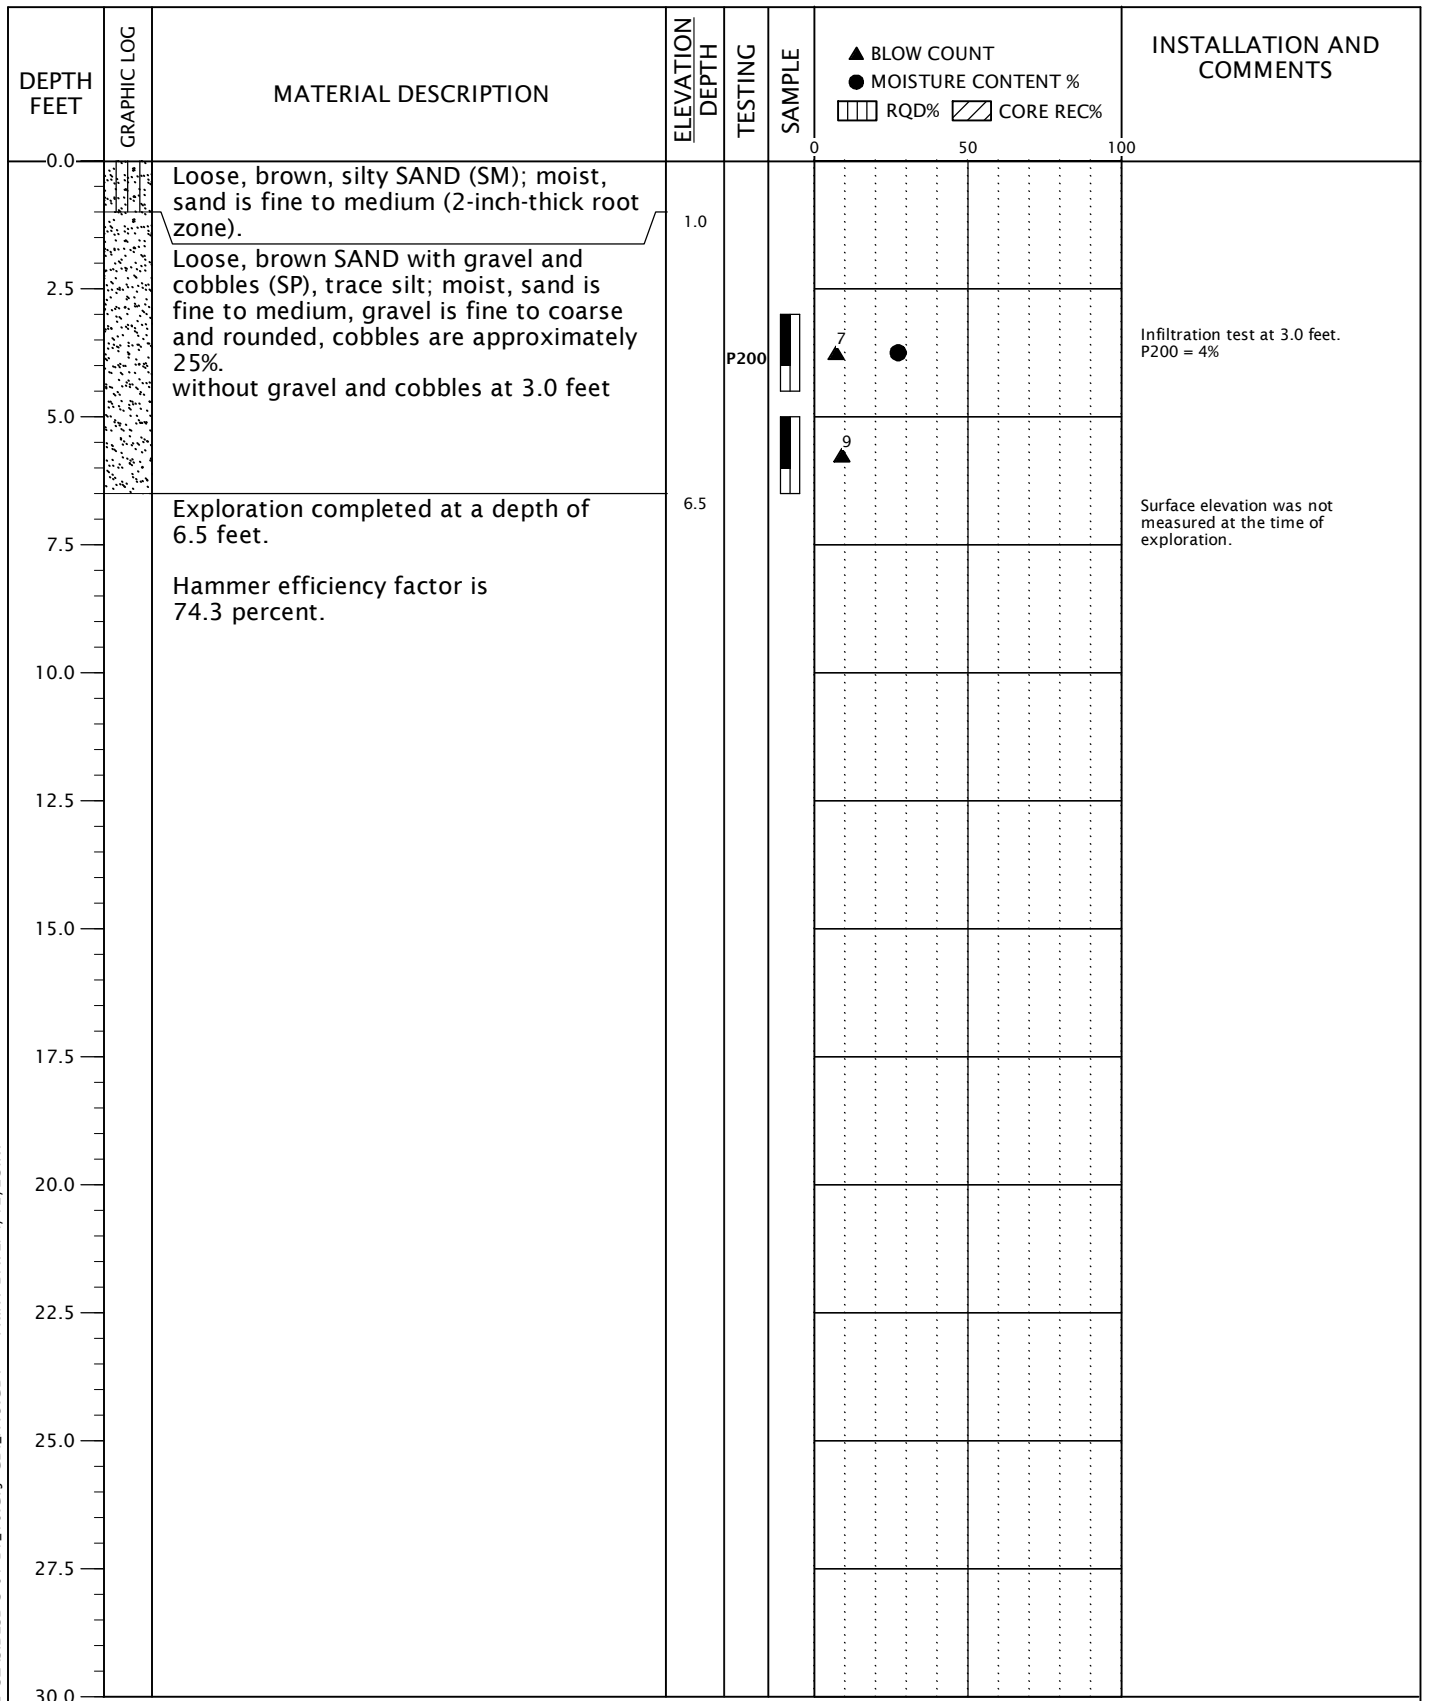 DEPTH
FEET
GRAPHIC LOG
MATERIAL DESCRIPTION
ELEVATION
DEPTH
TESTING
SAMPLE
▲ BLOW COUNT
● MOISTURE CONTENT %
RQD%
CORE REC%
INSTALLATION AND
COMMENTS
0
50
100
0.0
Loose, brown, silty SAND (SM); moist,
sand is fine to medium (2-inch-thick root
zone).
1.0
Loose, brown SAND with gravel and
cobbles (SP), trace silt; moist, sand is
fine to medium, gravel is fine to coarse
and rounded, cobbles are approximately
25%.
without gravel and cobbles at 3.0 feet
2.5
P200
7
Infiltration test at 3.0 feet.
P200 = 4%
5.0
9
Exploration completed at a depth of
6.5 feet.
6.5
Surface elevation was not
measured at the time of
exploration.
7.5
Hammer efficiency factor is
74.3 percent.
10.0
12.5
15.0
17.5
20.0
22.5
25.0
27.5
30.0